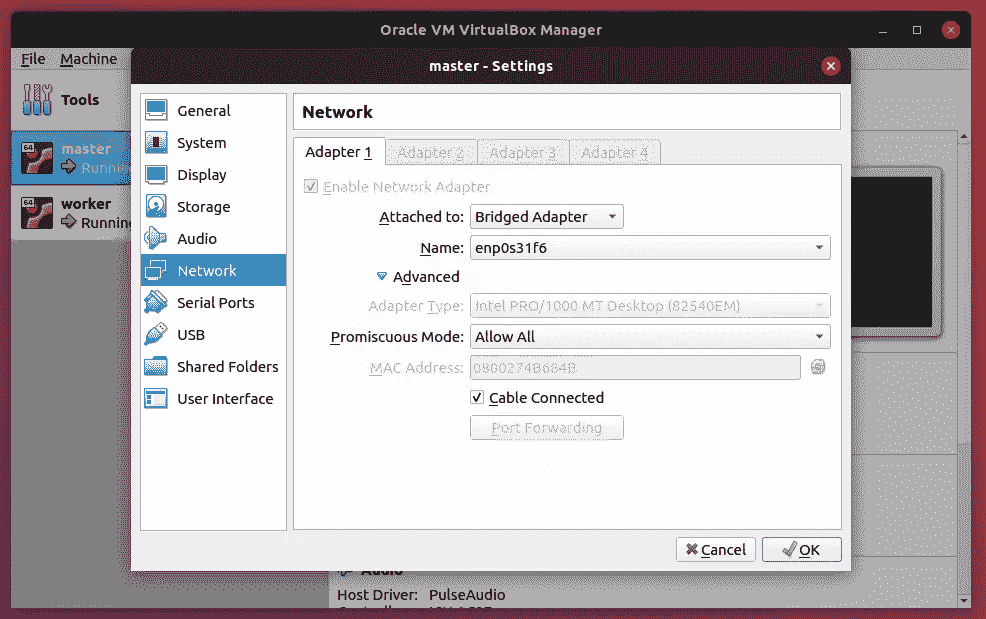 Oracle VM VirtualBox Manager
File Machine
master - Settings
Tools
64 master
Running
64 worker
Running
General
System
Display
Storage
Audio
Network
Serial Ports
USB
Shared Folders
User Interface
Network
Adapter 1 Adapter 2 Adapter 3 Adapter 4
Enable Network Adapter
Attached to: Bridged Adapter
Name: enp0s31f6
Advanced
Adapter Type: Intel PRO/1000 MT Desktop (82540EM)
Promiscuous Mode: Allow All
MAC Address: 0800274B684B
Cable Connected
Port Forwarding
Cancel OK
Audio
Host Driver: PulseAudio